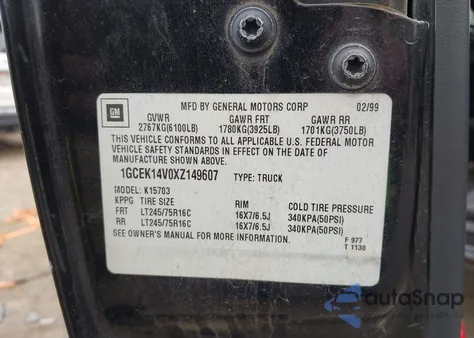 GM
MFD BY GENERAL MOTORS CORP 02/99
GVWR GAWR FRT GAWR RR
2767KG(6100LB) 1780KG(3925LB) 1701KG(3750LB)
THIS VEHICLE CONFORMS TO ALL APPLICABLE U.S. FEDERAL MOTOR
VEHICLE SAFETY STANDARDS IN EFFECT ON THE DATE OF
MANUFACTURE SHOWN ABOVE.
1GCEK14V0XZ149607 TYPE: TRUCK
MODEL: K15703
KPPG TIRE SIZE RIM COLD TIRE PRESSURE
FRT LT245/75R16C 16X7/6.5J 340KPA(50PSI)
RR LT245/75R16C 16X7/6.5J 340KPA(50PSI)
SEE OWNER'S MANUAL FOR MORE INFORMATION.
F 977
T 1130
autoSnap